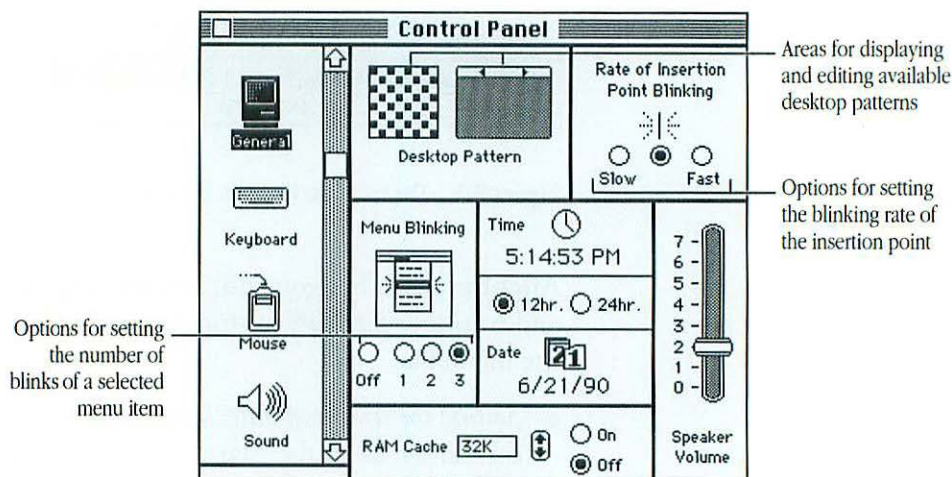 Control Panel
General
Keyboard
Mouse
Sound
Desktop Pattern
Rate of Insertion
Point Blinking
Slow Fast
Menu Blinking
Off 1 2 3
Time
5:14:53 PM
12hr. 24hr.
Date
21
6/21/90
RAM Cache 32K
On
Off
7
6
5
4
3
2
1
0
Speaker
Volume
Areas for displaying
and editing available
desktop patterns
Options for setting
the blinking rate of
the insertion point
Options for setting
the number of
blinks of a selected
menu item